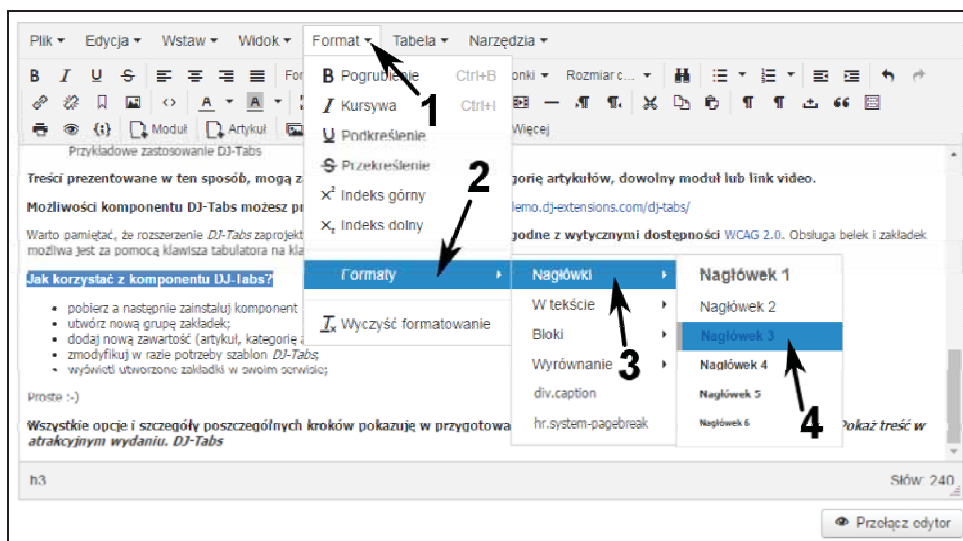 Plik Edycja Wstaw Widok Format Tabela Narzędzia
B I U S For B Pogrubienie Ctrl+B onki Rozmiar c...
A A I Kursywa Ctrl+I 1
Moduł Artykuł U Podkreślenie Więcej
Przykładowe zastosowanie DJ-Tabs S Przekreślenie 2
Treści prezentowane w ten sposób, mogą z gorię artykułów, dowolny moduł lub link video.
x² Indeks górny
Możliwości komponentu DJ-Tabs możesz pr demo.dj-extensions.com/dj-tabs/
x, Indeks dolny
Warto pamiętać, że rozszerzenie DJ-Tabs zaprojekt godne z wytycznymi dostępności WCAG 2.0. Obsługa belek i zakładek
możliwa jest za pomocą klawisza tabulatora na kla
Jak korzystać z komponentu DJ-Tabs? Formaty Nagłówki Nagłówek 1
pobierz a następnie zainstaluj komponent W tekście Nagłówek 2
utwórz nową grupę zakładek; Tx Wyczyść formatowanie
dodaj nową zawartość (artykuł, kategorię a Bloki Nagłówek 3
zmodyfikuj w razie potrzeby szablon DJ-Tabs;
wyświetl utworzone zakładki w swoim serwisie; Wyrównanie 3 Nagłówek 4
Proste :-) div.caption Nagłówek 5
Wszystkie opcje i szczegóły poszczególnych kroków pokazuję w przygotowa hr.system-pagebreak Nagłówek 6 4 Pokaż treść w
atrakcyjnym wydaniu. DJ-Tabs
h3 Słów: 240
Przełącz edytor